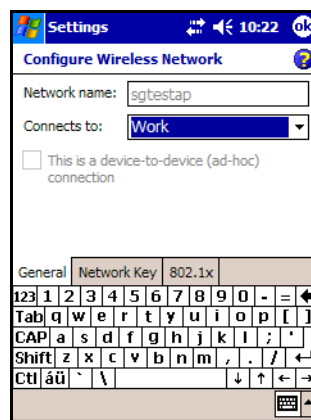 Settings 10:22 ok
Configure Wireless Network ?
Network name: sgtestap
Connects to: Work
This is a device-to-device (ad-hoc)
connection
General Network Key 802.1x
123 1 2 3 4 5 6 7 8 9 0 - = ←
Tab q w e r t y u i o p [ ]
CAP a s d f g h j k l ; '
Shift z x c v b n m , . / ↵
Ctl áü ` \ ↓ ↑ ← →